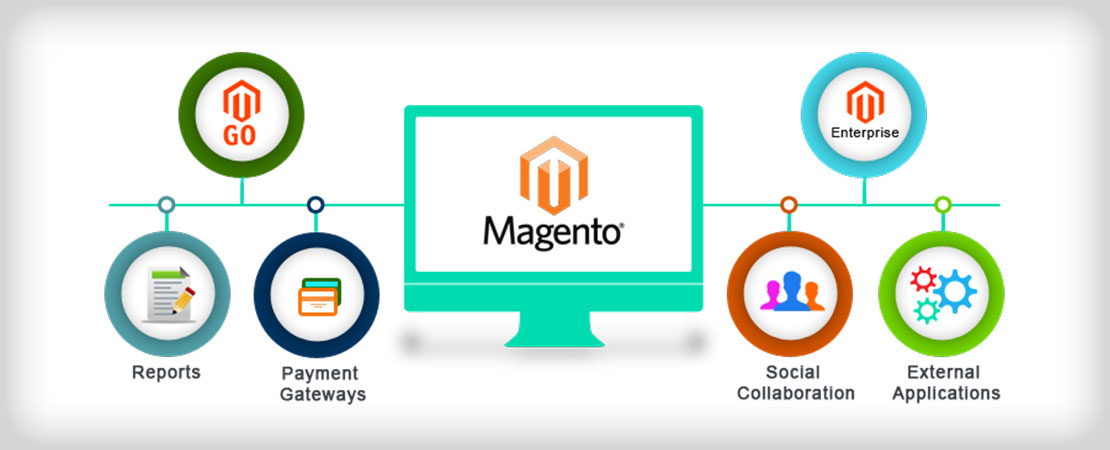 GO
Enterprise
Magento®
Reports
Payment
Gateways
Social
Collaboration
External
Applications